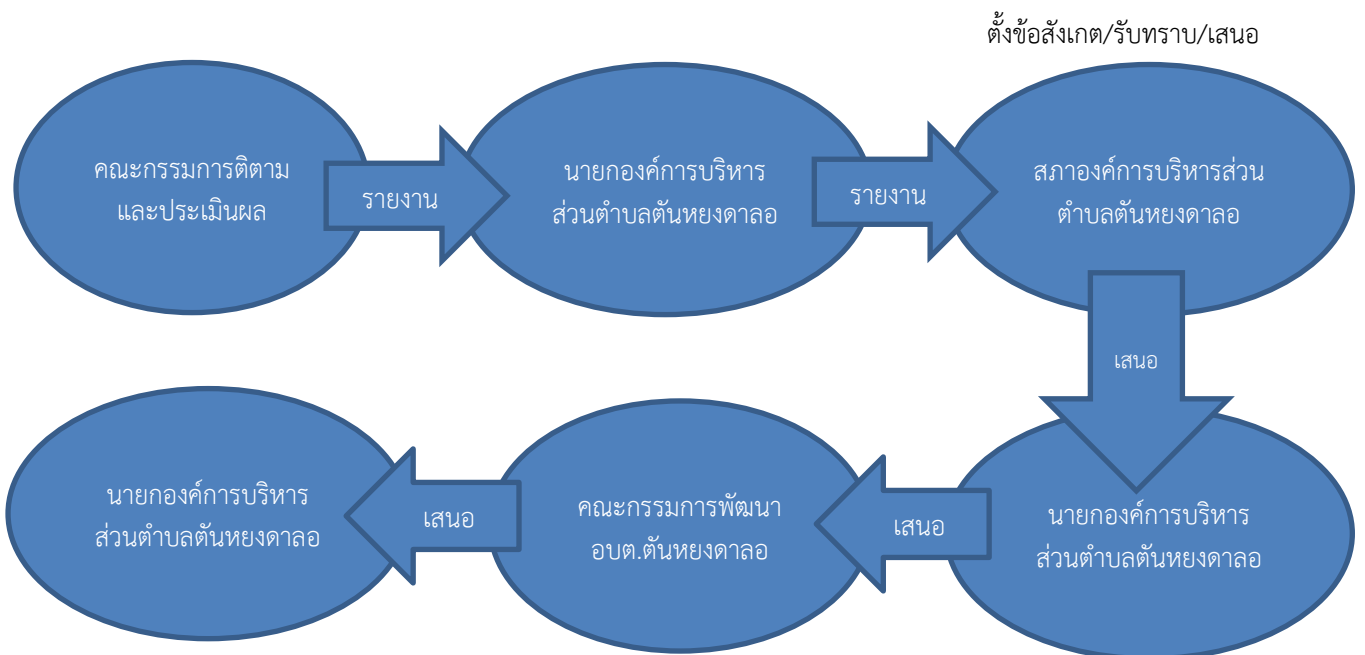 ตั้งข้อสังเกต/รับทราบ/เสนอ
คณะกรรมการติตาม
และประเมินผล
รายงาน
นายกองค์การบริหาร
ส่วนตำบลตันหยงดาลอ
รายงาน
สภาองค์การบริหารส่วน
ตำบลตันหยงดาลอ
เสนอ
นายกองค์การบริหาร
ส่วนตำบลตันหยงดาลอ
เสนอ
คณะกรรมการพัฒนา
อบต.ตันหยงดาลอ
เสนอ
นายกองค์การบริหาร
ส่วนตำบลตันหยงดาลอ